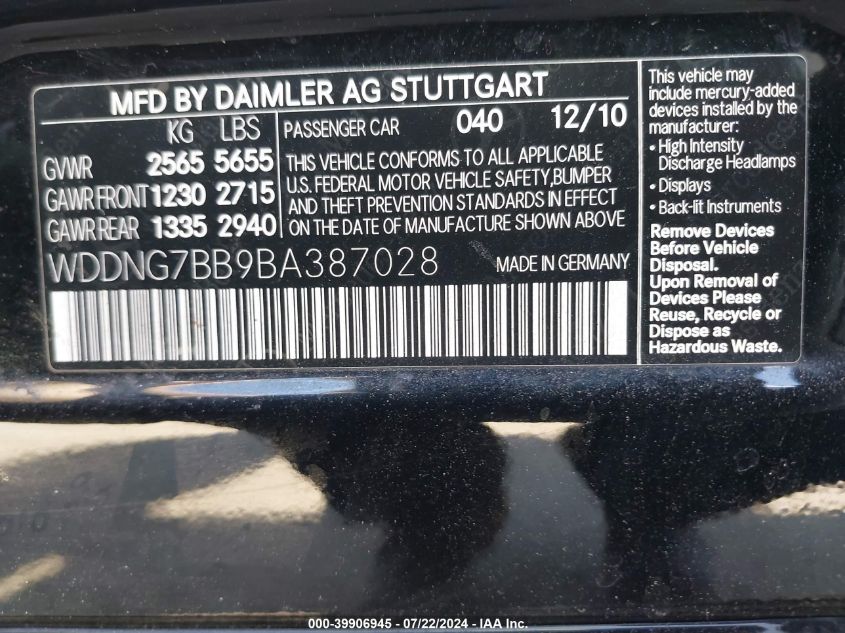 MFD BY DAIMLER AG STUTTGART
KG LBS
GVWR 2565 5655
GAWR FRONT 1230 2715
GAWR REAR 1335 2940
PASSENGER CAR 040 12/10
THIS VEHICLE CONFORMS TO ALL APPLICABLE
U.S. FEDERAL MOTOR VEHICLE SAFETY,BUMPER
AND THEFT PREVENTION STANDARDS IN EFFECT
ON THE DATE OF MANUFACTURE SHOWN ABOVE
WDDNG7BB9BA387028 MADE IN GERMANY
This vehicle may
include mercury-added
devices installed by the
manufacturer:
• High Intensity
Discharge Headlamps
• Displays
• Back-lit Instruments
Remove Devices
Before Vehicle
Disposal.
Upon Removal of
Devices Please
Reuse, Recycle or
Dispose as
Hazardous Waste.
000-39906945 - 07/22/2024 - IAA Inc.